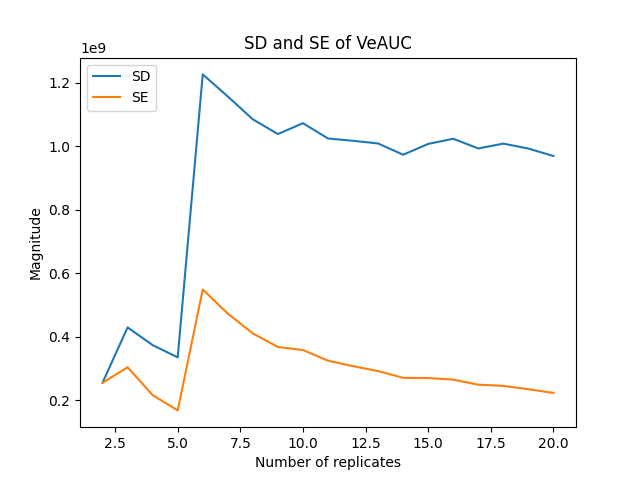 SD and SE of VeAUC
1e9
SD
SE
1.2
1.0
0.8
0.6
0.4
0.2
Magnitude
2.5 5.0 7.5 10.0 12.5 15.0 17.5 20.0
Number of replicates